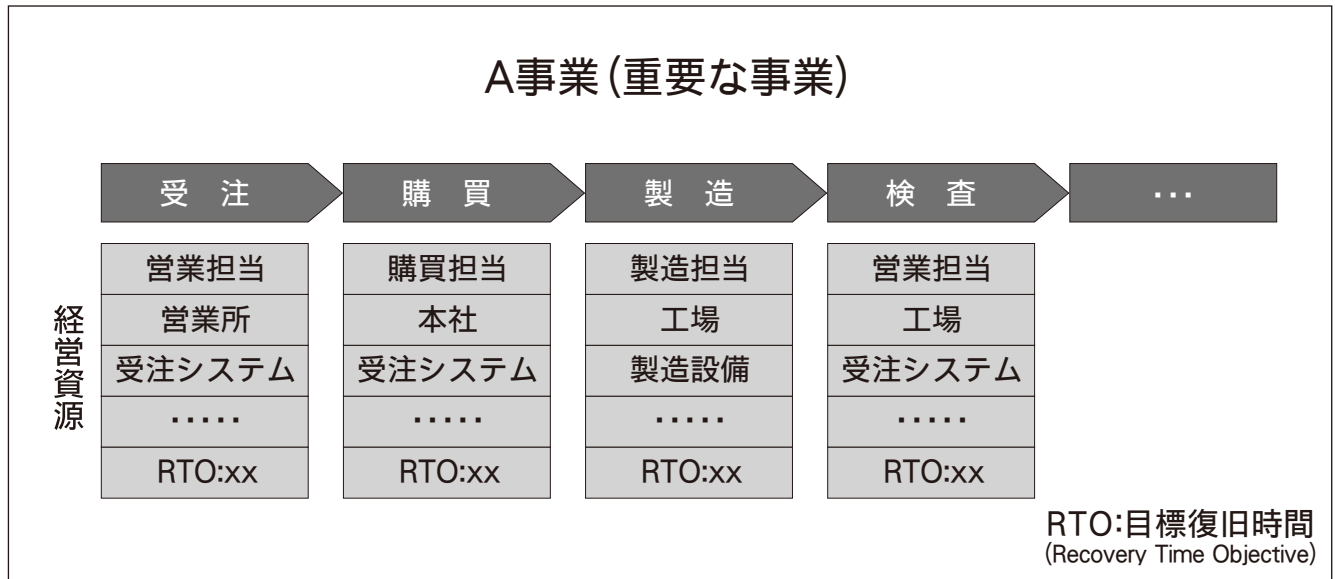 A事業(重要な事業)
受 注
購 買
製 造
検 査
･･･
経営資源
営業担当
購買担当
製造担当
営業担当
営業所
本社
工場
工場
受注システム
受注システム
製造設備
受注システム
･････
･････
･････
･････
RTO:xx
RTO:xx
RTO:xx
RTO:xx
RTO:目標復旧時間
(Recovery Time Objective)